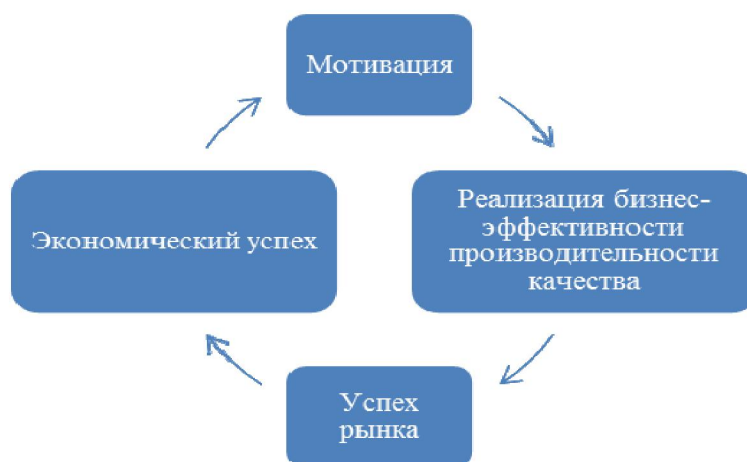 Мотивация
Реализация бизнес-
эффективности
производительности
качества
Успех
рынка
Экономический успех